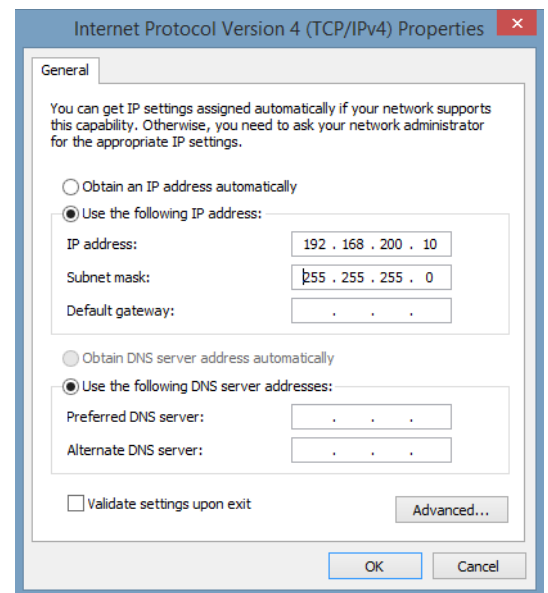 Internet Protocol Version 4 (TCP/IPv4) Properties
General
You can get IP settings assigned automatically if your network supports
this capability. Otherwise, you need to ask your network administrator
for the appropriate IP settings.
Obtain an IP address automatically
Use the following IP address:
IP address: 192 . 168 . 200 . 10
Subnet mask: 255 . 255 . 255 . 0
Default gateway: . . .
Obtain DNS server address automatically
Use the following DNS server addresses:
Preferred DNS server: . . .
Alternate DNS server: . . .
Validate settings upon exit
Advanced...
OK Cancel